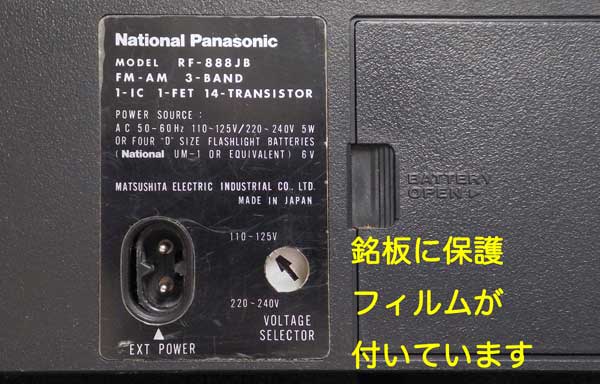 National Panasonic
MODEL RF-888JB
FM-AM 3-BAND
1-IC 1-FET 14-TRANSISTOR
POWER SOURCE :
AC 50-60Hz 110~125V/220~240V 5W
OR FOUR "D" SIZE FLASHLIGHT BATTERIES
(National UM-1 OR EQUIVALENT) 6V
MATSUSHITA ELECTRIC INDUSTRIAL CO., LTD.
MADE IN JAPAN
110-125V
220-240V
VOLTAGE
SELECTOR
EXT POWER
BATTERY
OPEN
銘板に保護
フィルムが
付いています